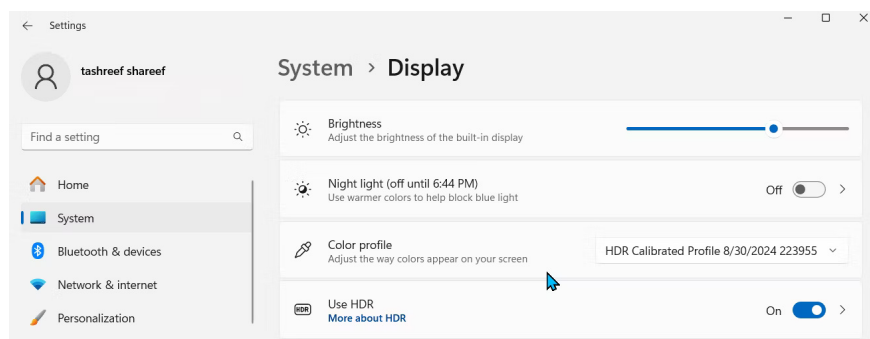 Settings
tashreef shareef
Find a setting
Home
System
Bluetooth & devices
Network & internet
Personalization
System > Display
Brightness
Adjust the brightness of the built-in display
Night light (off until 6:44 PM)
Use warmer colors to help block blue light
Off
Color profile
Adjust the way colors appear on your screen
HDR Calibrated Profile 8/30/2024 223955
HDR
Use HDR
More about HDR
On